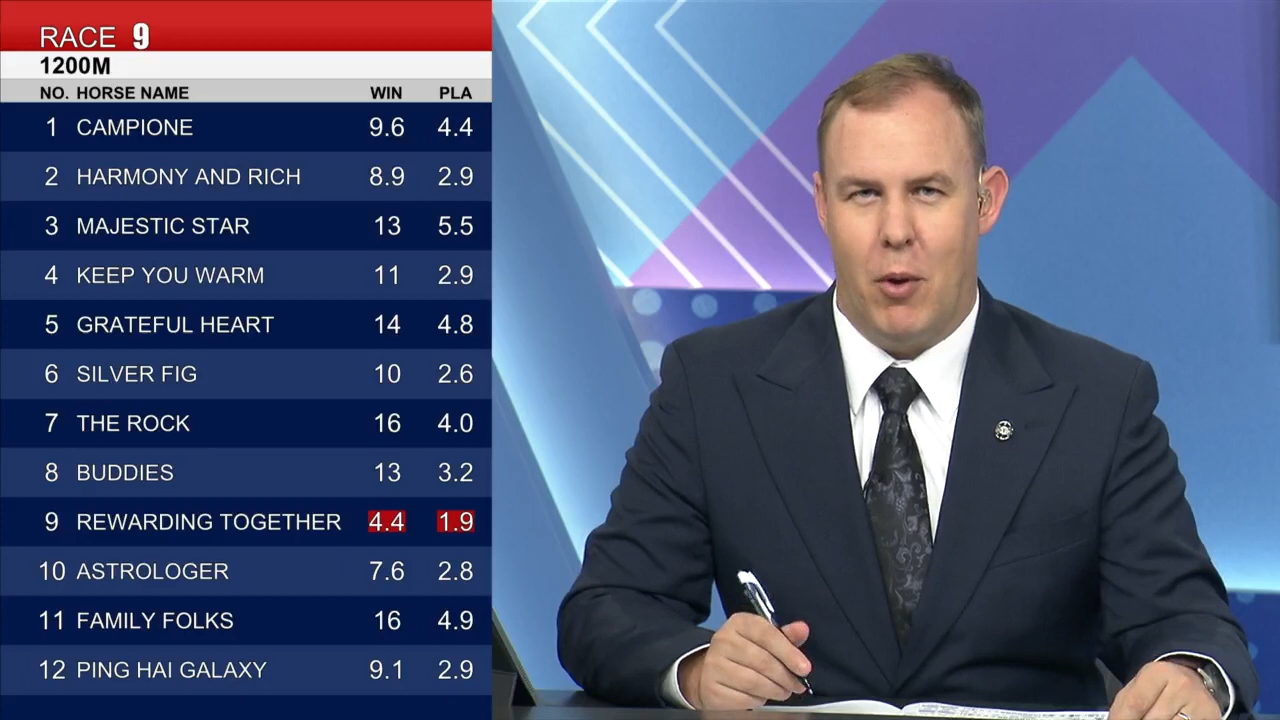 RACE 9
1200M
NO. HORSE NAME WIN PLA
1 CAMPIONE 9.6 4.4
2 HARMONY AND RICH 8.9 2.9
3 MAJESTIC STAR 13 5.5
4 KEEP YOU WARM 11 2.9
5 GRATEFUL HEART 14 4.8
6 SILVER FIG 10 2.6
7 THE ROCK 16 4.0
8 BUDDIES 13 3.2
9 REWARDING TOGETHER 4.4 1.9
10 ASTROLOGER 7.6 2.8
11 FAMILY FOLKS 16 4.9
12 PING HAI GALAXY 9.1 2.9